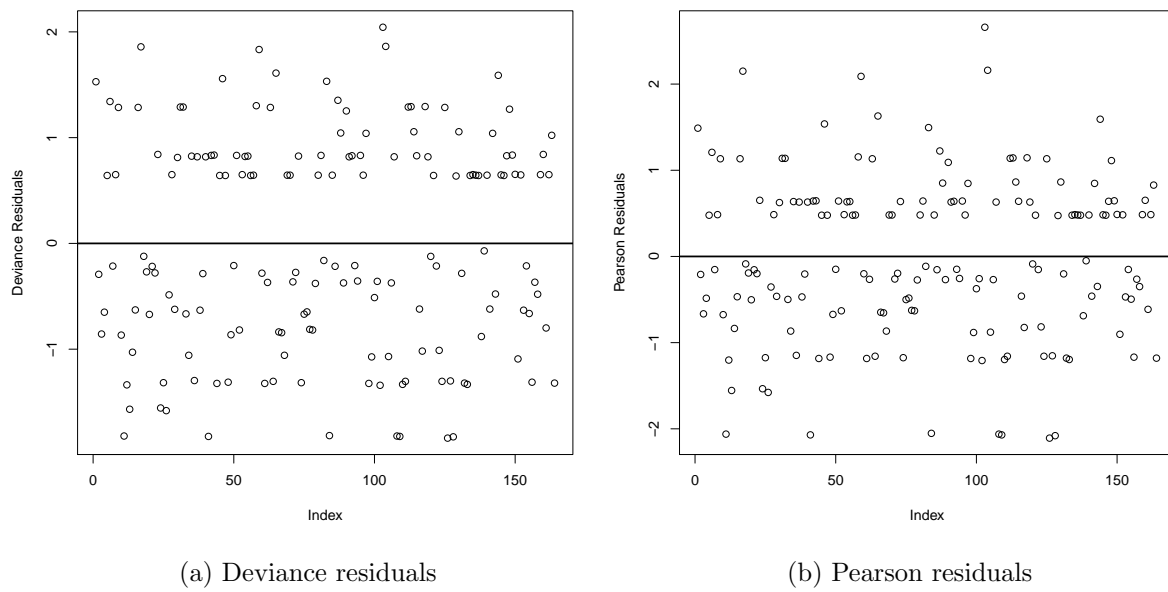 Deviance Residuals
2
1
0
−1
0
50
100
150
Index
(a) Deviance residuals
Pearson Residuals
2
1
0
−1
−2
0
50
100
150
Index
(b) Pearson residuals